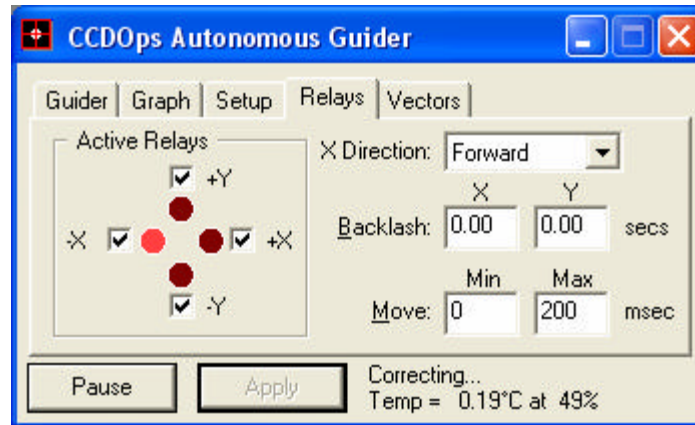 CCDOps Autonomous Guider
Guider Graph Setup Relays Vectors
Active Relays
+Y
-X +X
-Y
X Direction: Forward
X Y
Backlash: 0.00 0.00 secs
Min Max
Move: 0 200 msec
Pause Apply
Correcting...
Temp = 0.19°C at 49%